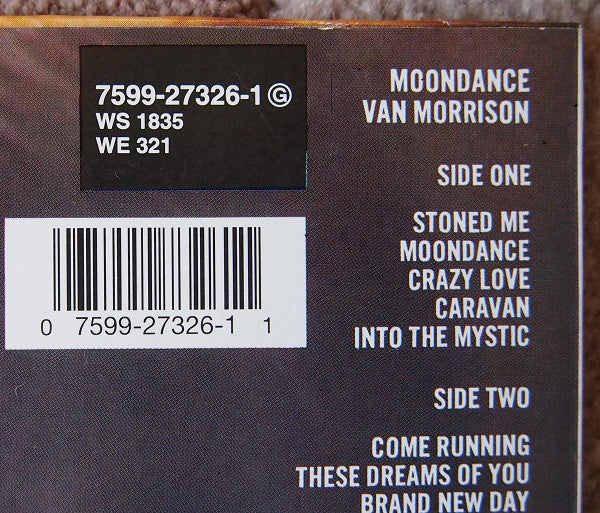 7599-27326-1 Ⓖ
WS 1835
WE 321
0 7599-27326-1 1
MOONDANCE
VAN MORRISON
SIDE ONE
STONED ME
MOONDANCE
CRAZY LOVE
CARAVAN
INTO THE MYSTIC
SIDE TWO
COME RUNNING
THESE DREAMS OF YOU
BRAND NEW DAY